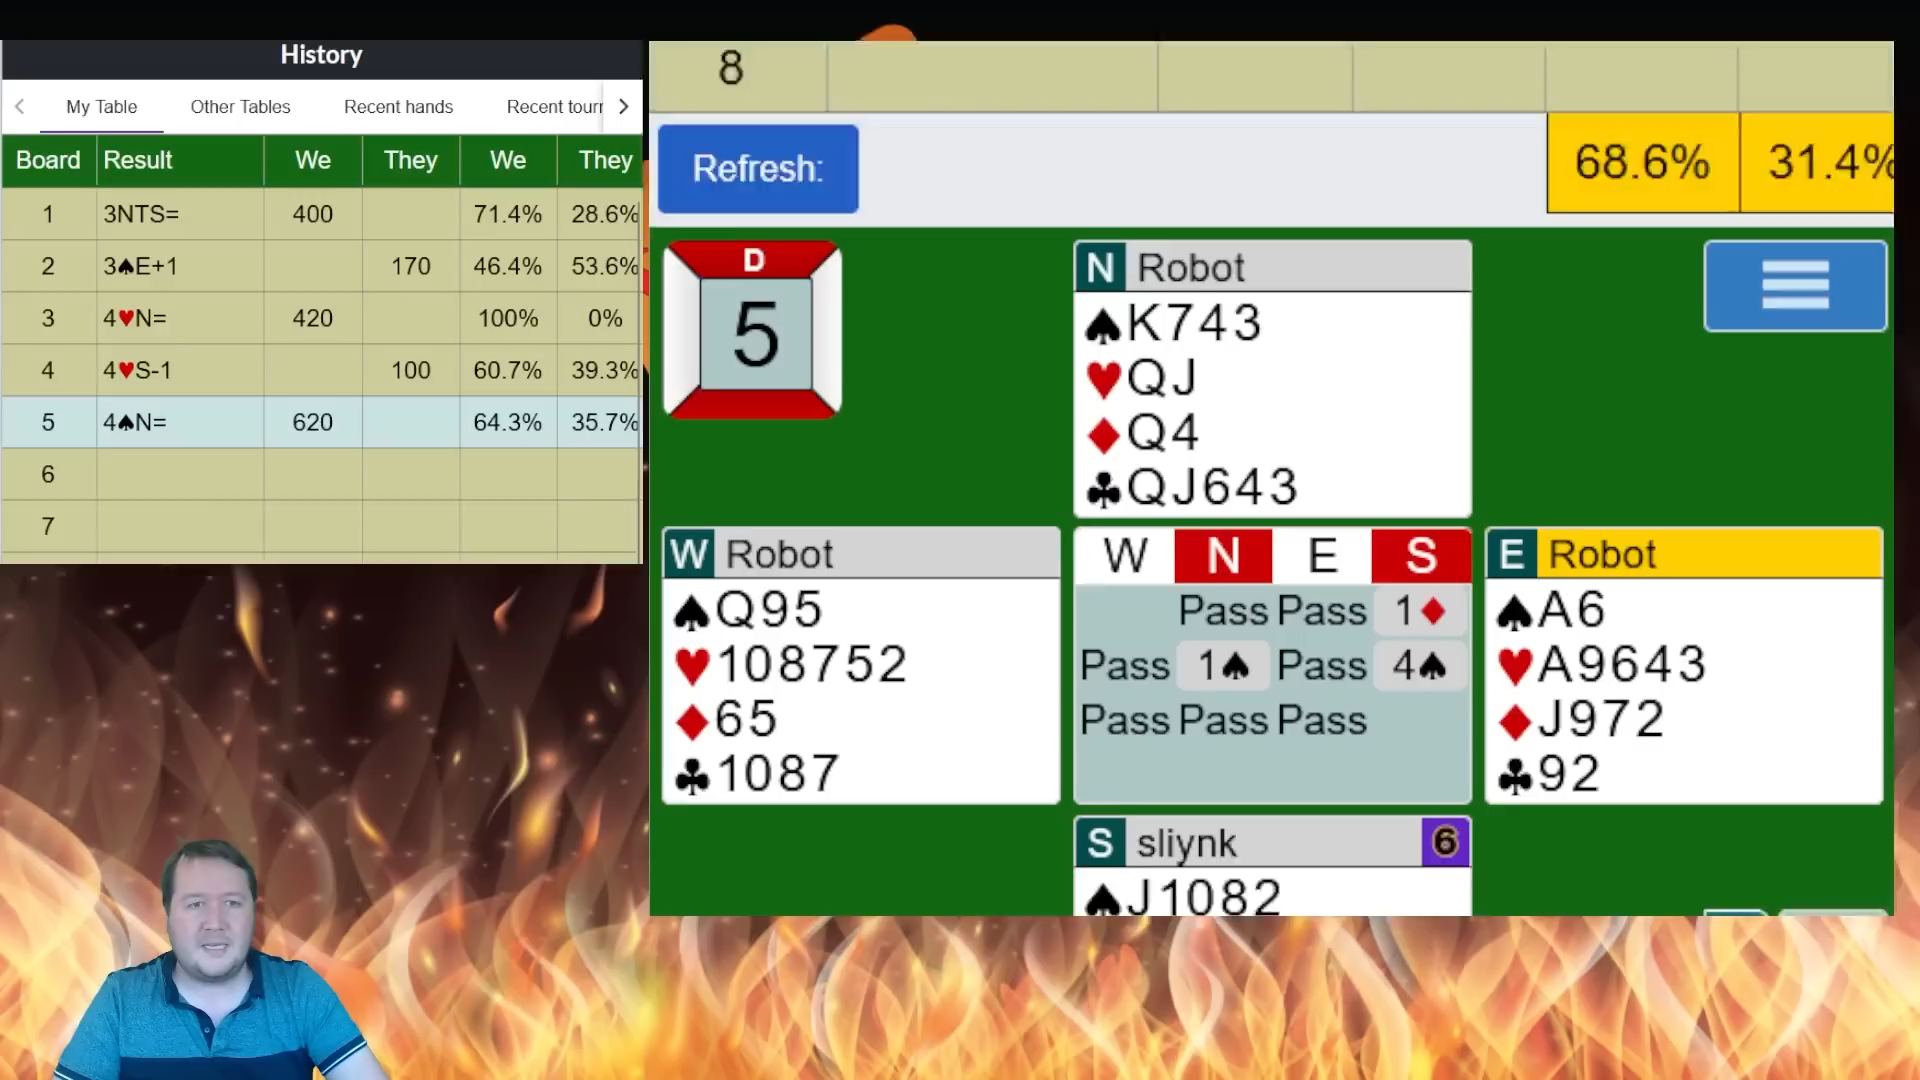 History
My Table Other Tables Recent hands Recent tourr
Board Result We They We They
1 3NTS= 400 71.4% 28.6%
2 3♠E+1 170 46.4% 53.6%
3 4♥N= 420 100% 0%
4 4♥S-1 100 60.7% 39.3%
5 4♠N= 620 64.3% 35.7%
6
7
8
Refresh: 68.6% 31.4%
D
5
N Robot
♠K743
♥QJ
♦Q4
♣QJ643
W Robot
♠Q95
♥108752
♦65
♣1087
W N E S
Pass Pass 1♦
Pass 1♠ Pass 4♠
Pass Pass Pass
E Robot
♠A6
♥A9643
♦J972
♣92
S sliynk 6
♠J1082